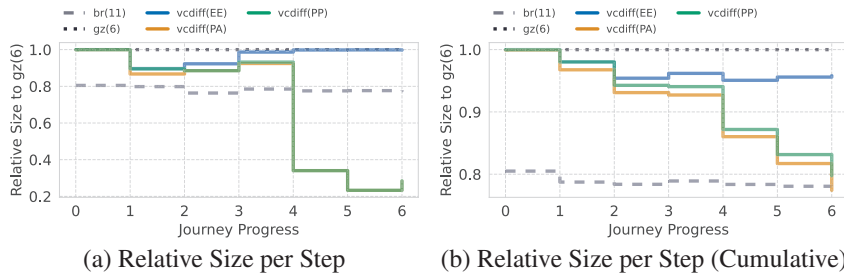 br(11) vcdiff(EE) vcdiff(PP)
gz(6) vcdiff(PA)
Relative Size to gz(6)
1.0
0.8
0.6
0.4
0.2
0 1 2 3 4 5 6
Journey Progress
(a) Relative Size per Step
br(11) vcdiff(EE) vcdiff(PP)
gz(6) vcdiff(PA)
Relative Size to gz(6)
1.0
0.9
0.8
0 1 2 3 4 5 6
Journey Progress
(b) Relative Size per Step (Cumulative)